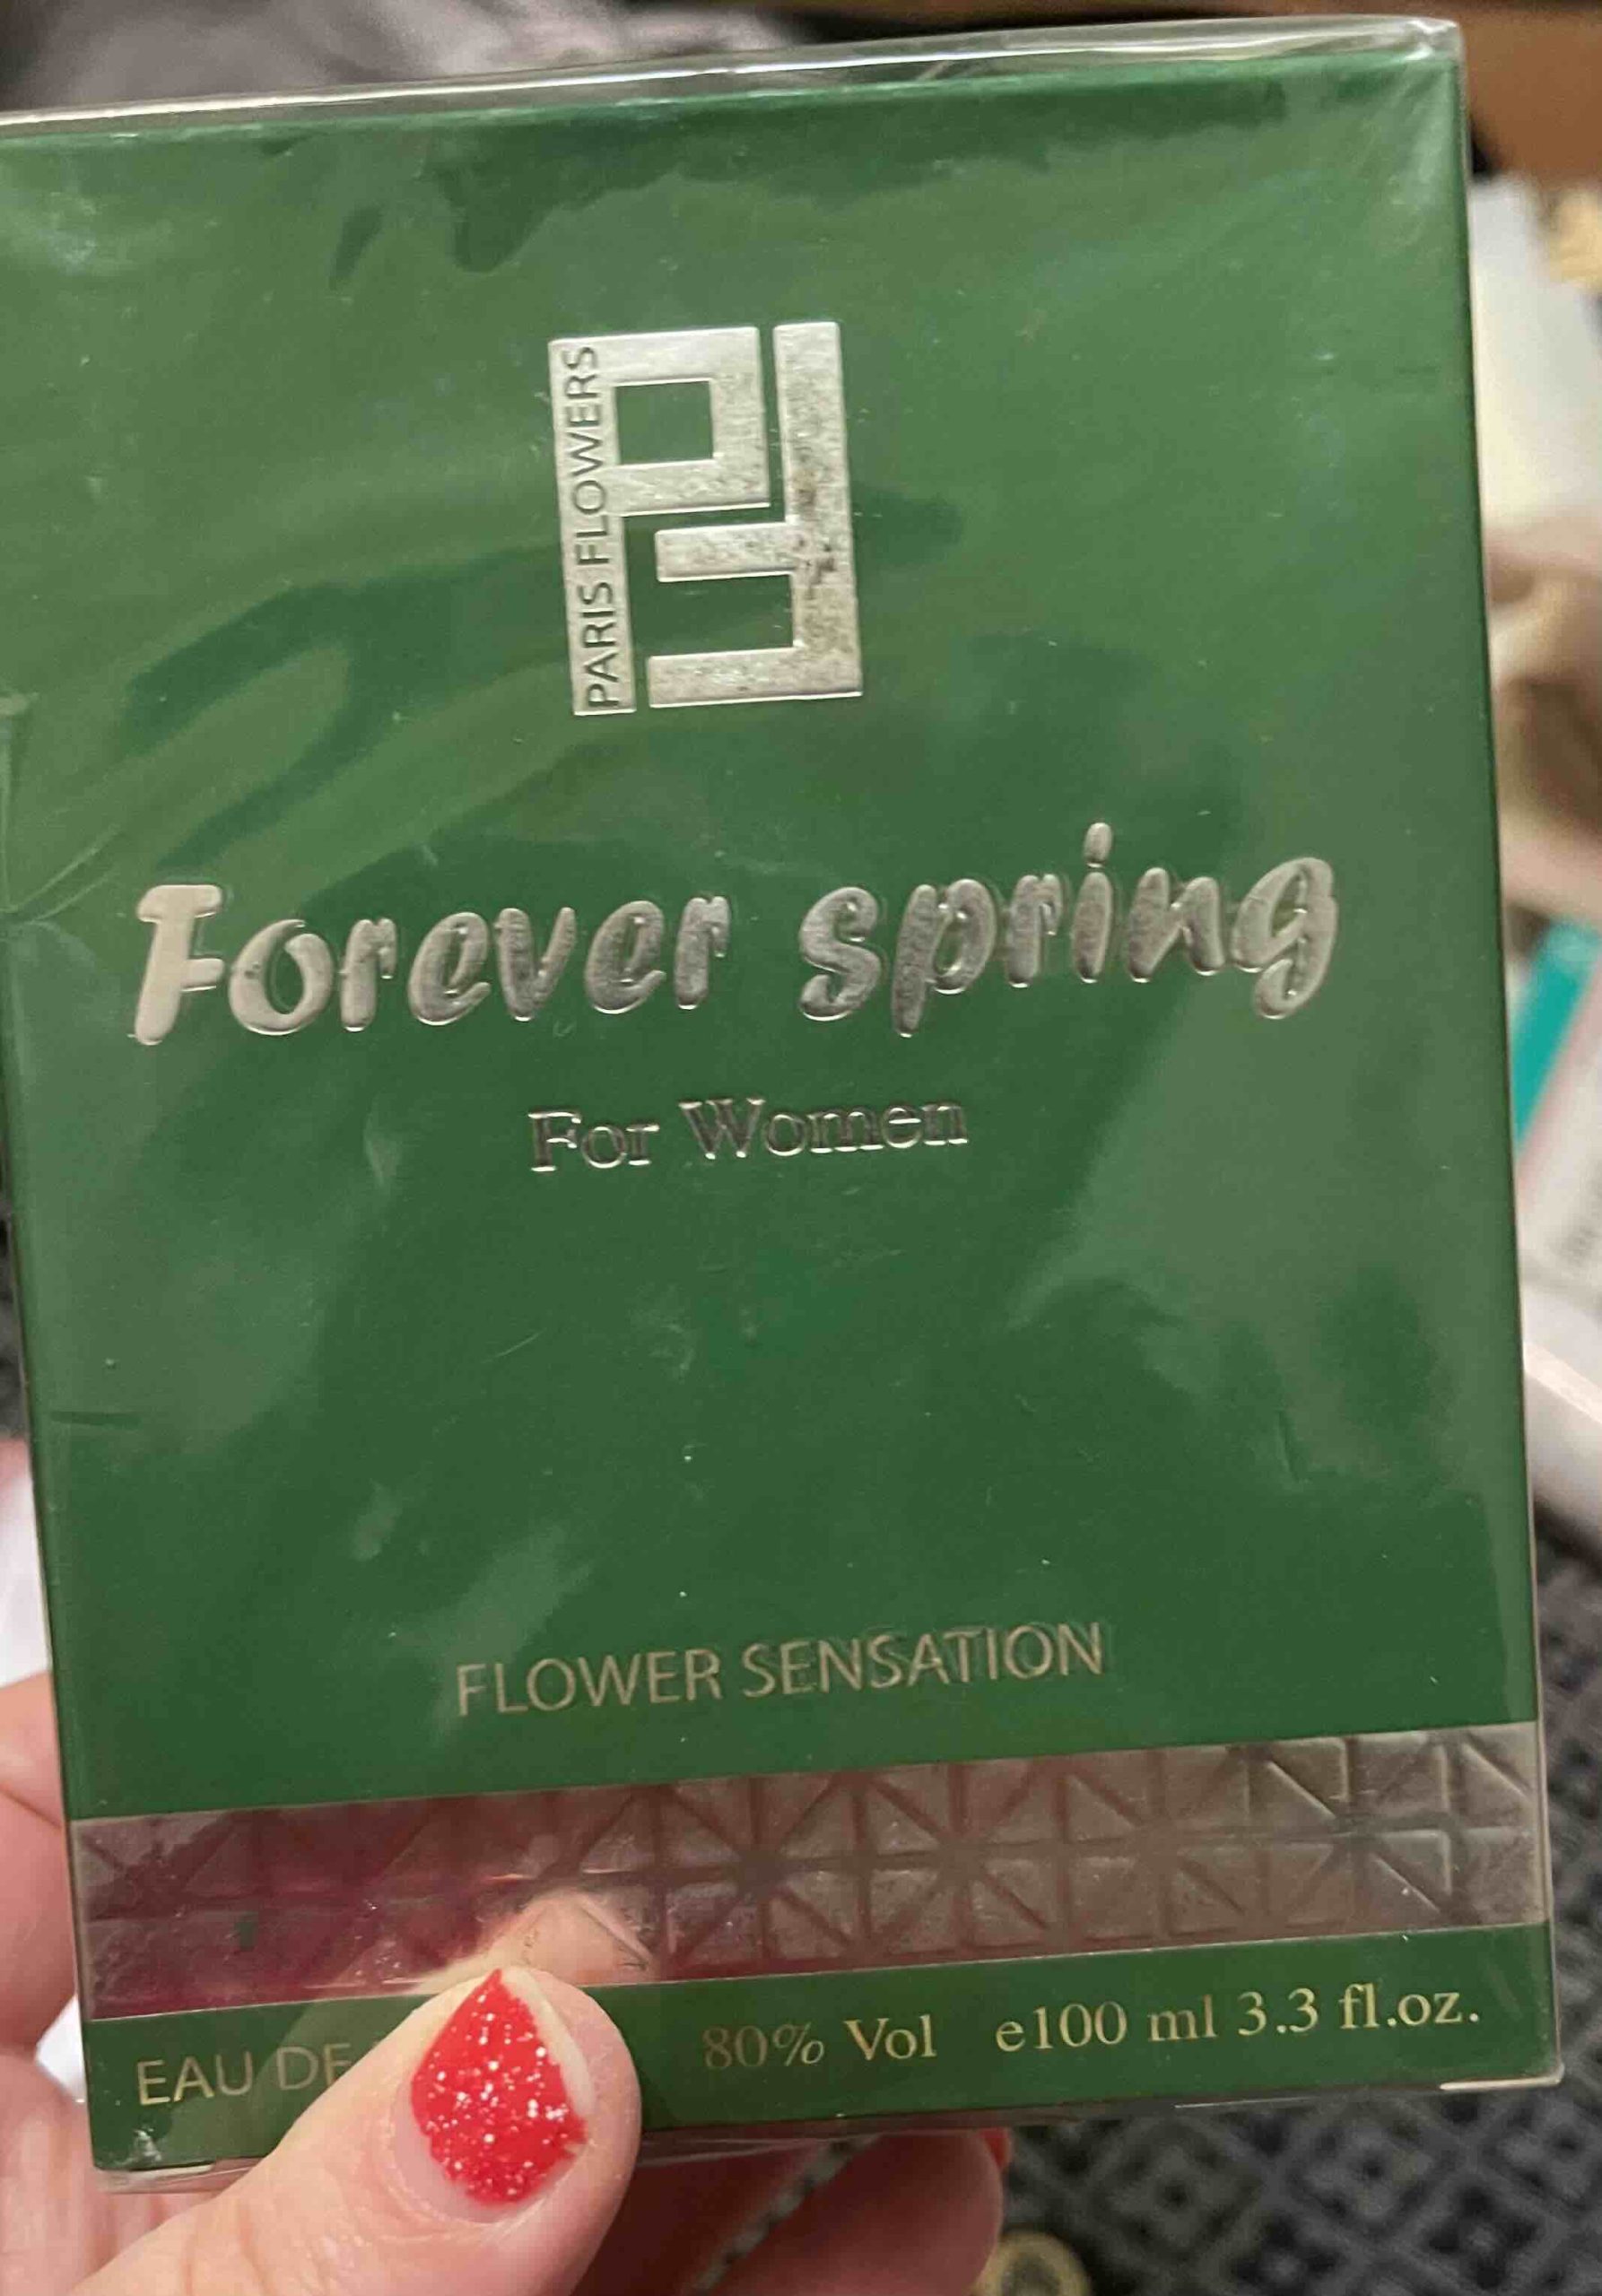 PARIS FLOWERS
Forever spring
For Women
FLOWER SENSATION
EAU DE 80% Vol e100 ml 3.3 fl.oz.